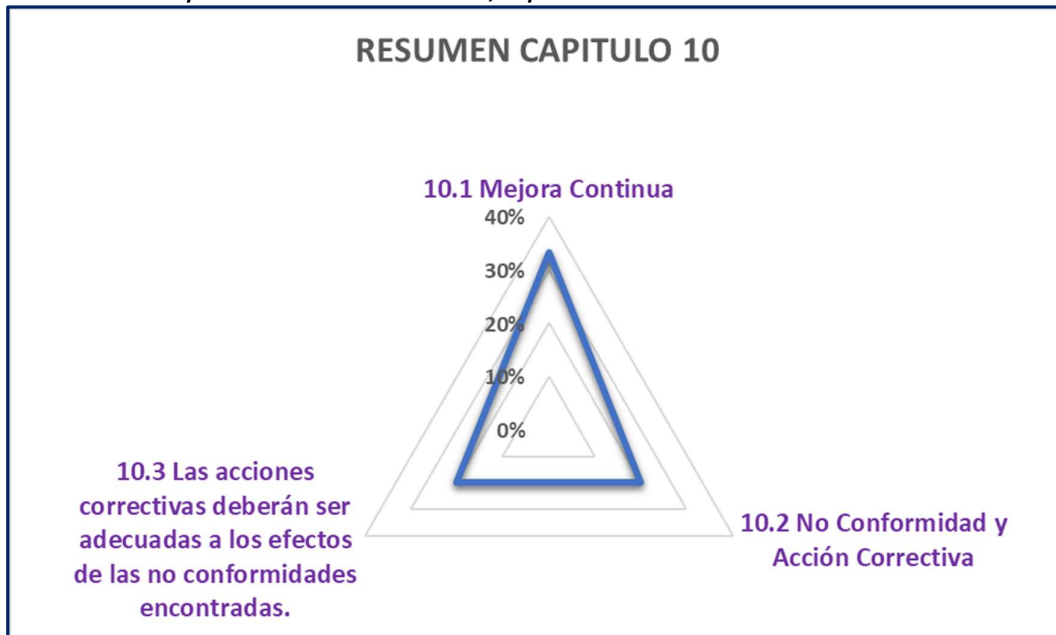 RESUMEN CAPITULO 10
10.1 Mejora Continua
40%
30%
20%
10%
0%
10.3 Las acciones
correctivas deberán ser
adecuadas a los efectos
de las no conformidades
encontradas.
10.2 No Conformidad y
Acción Correctiva